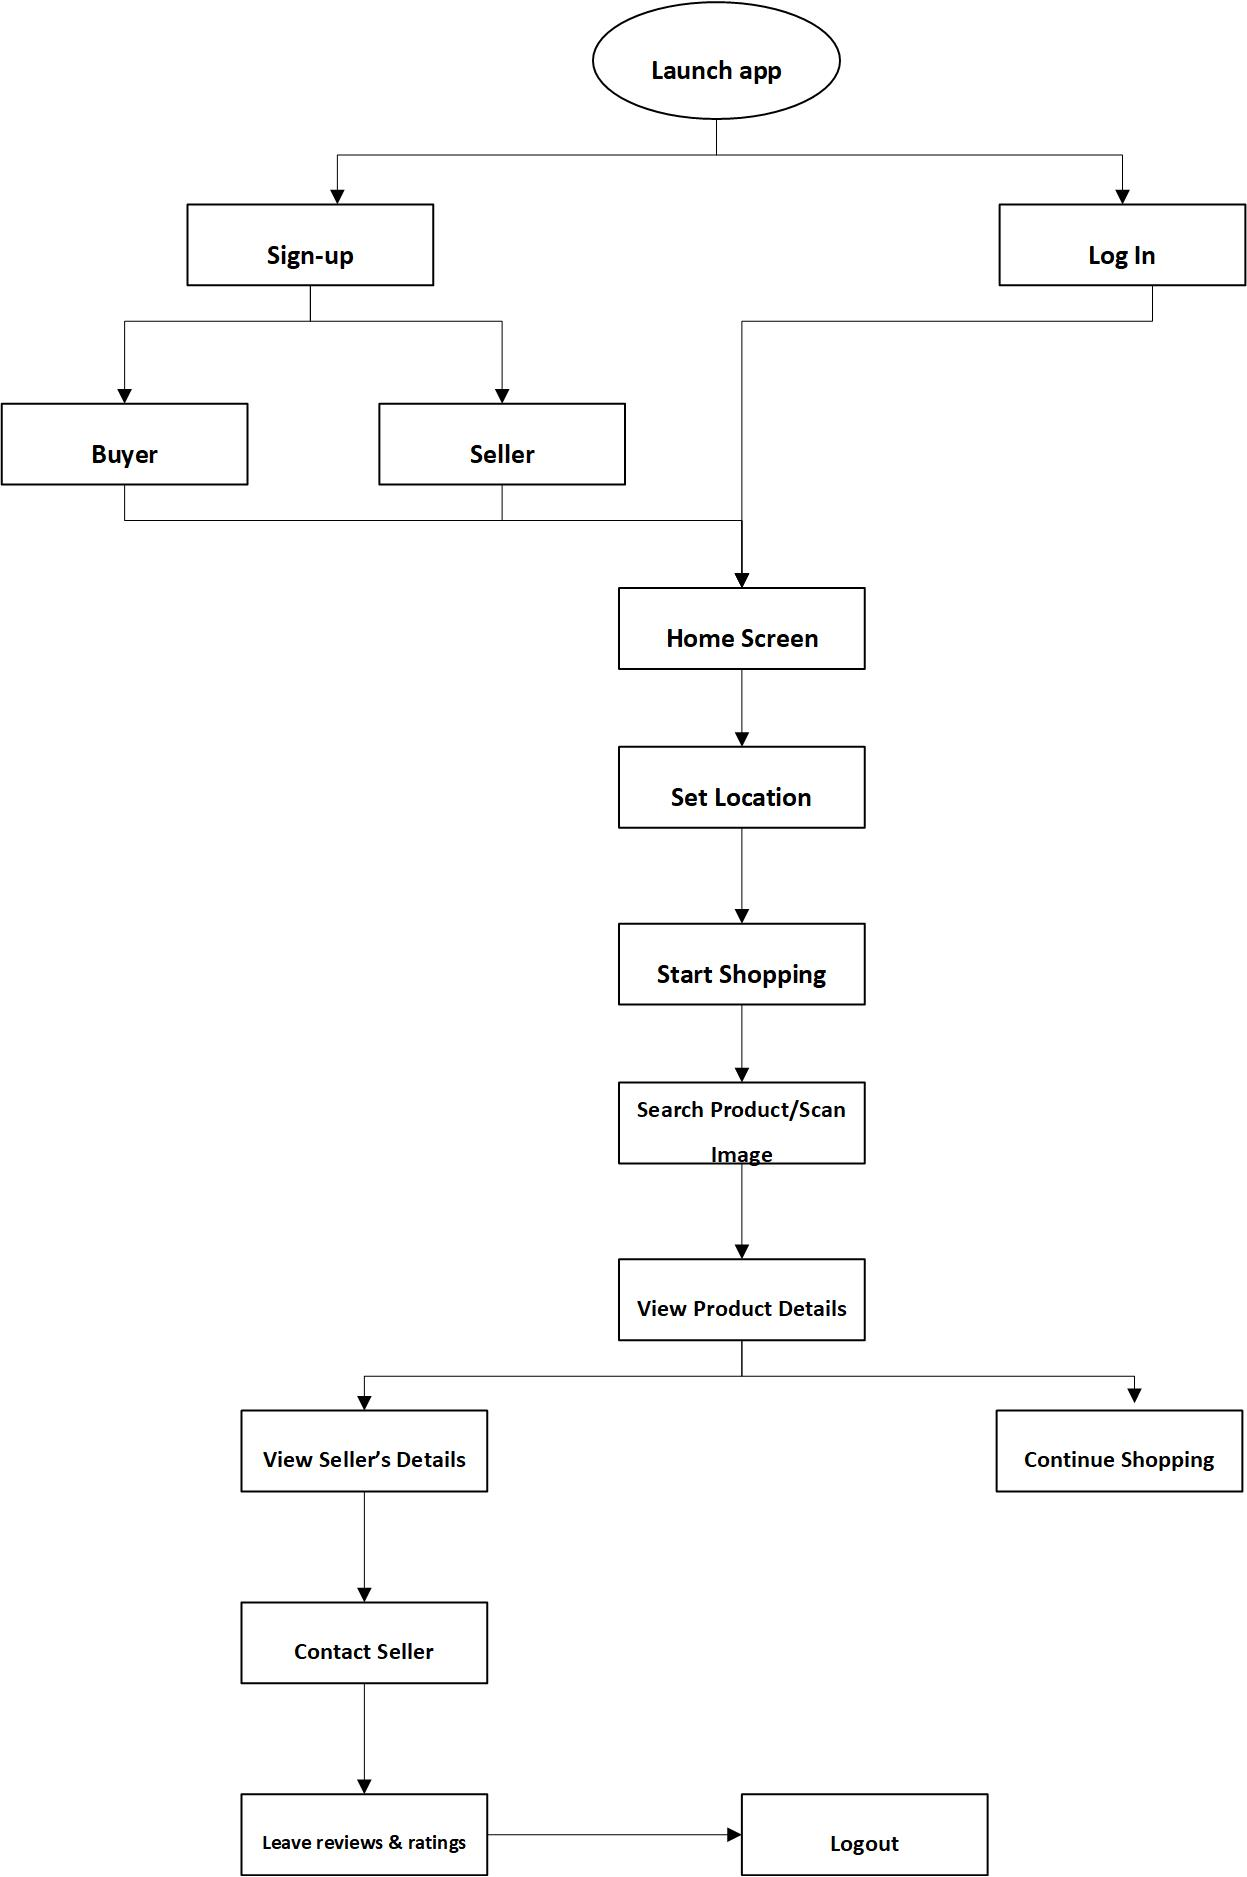 Launch app
Sign-up
Log In
Buyer
Seller
Home Screen
Set Location
Start Shopping
Search Product/Scan
Image
View Product Details
View Seller’s Details
Continue Shopping
Contact Seller
Leave reviews & ratings
Logout